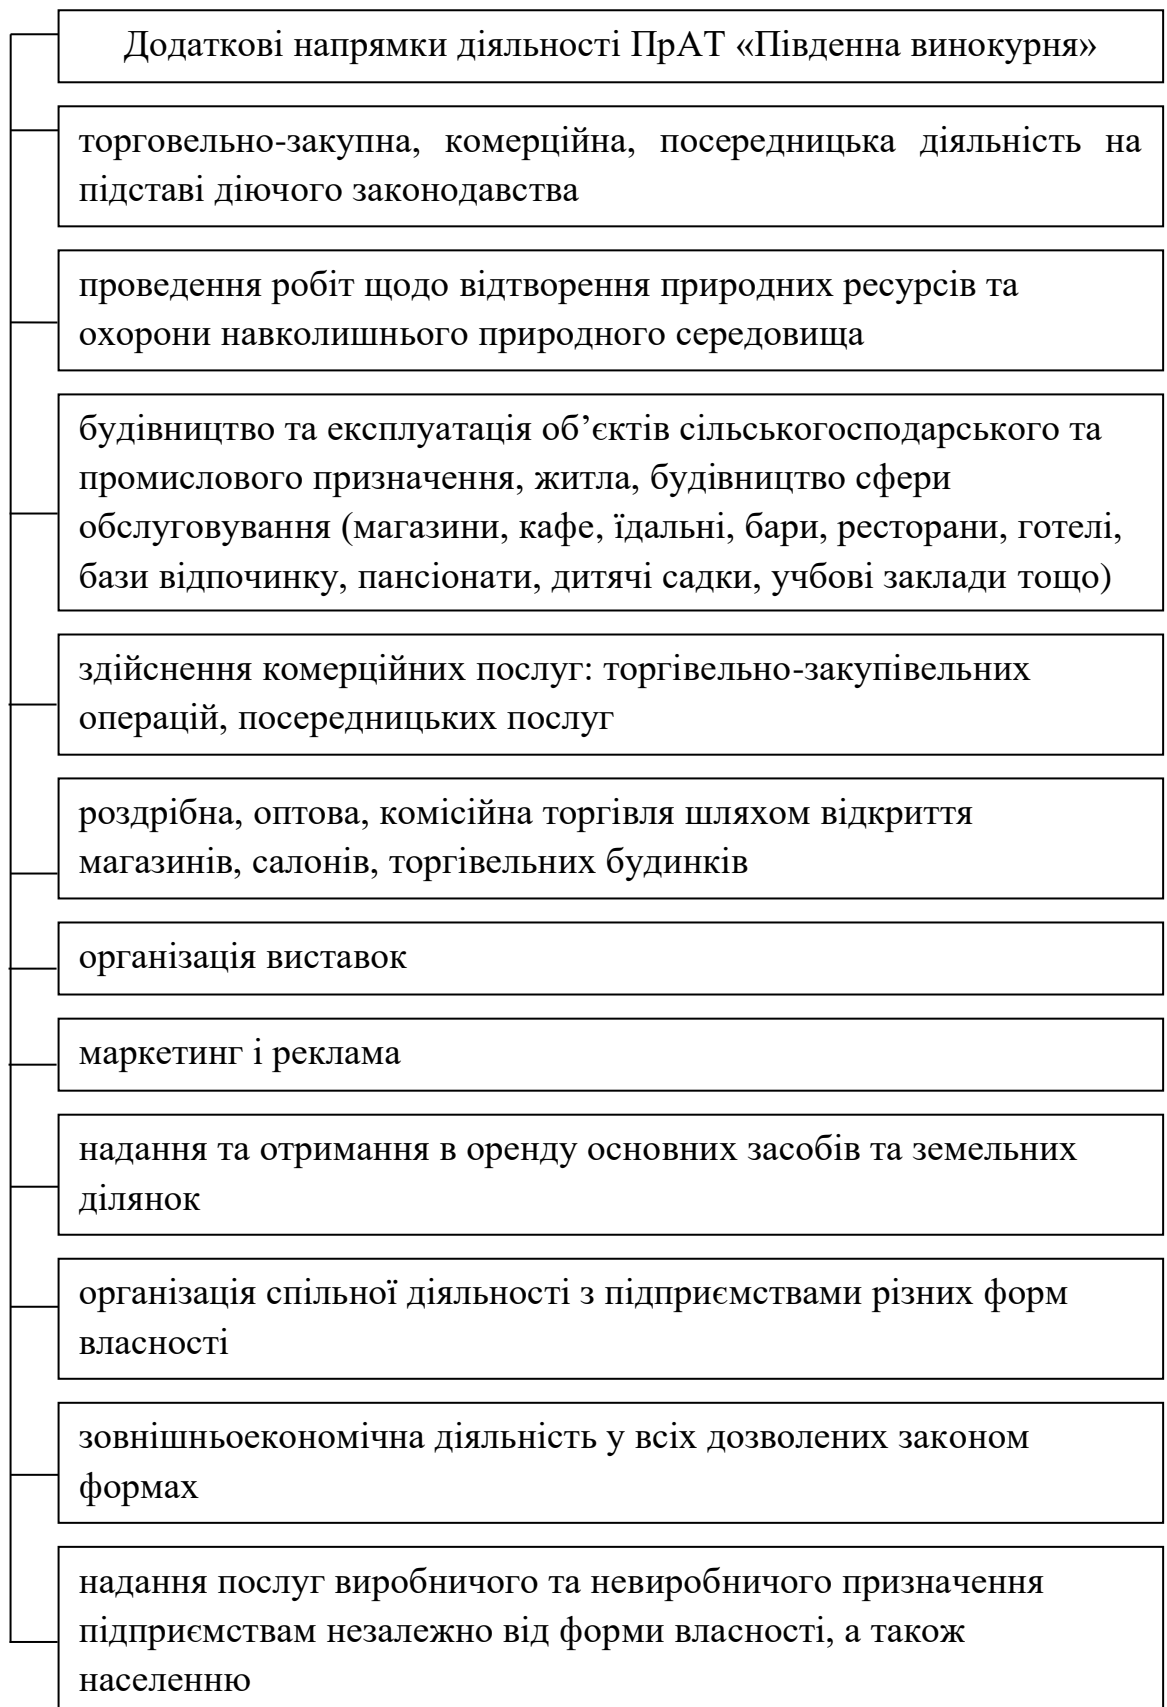 Додаткові напрямки діяльності ПрАТ «Південна винокурня»
торговельно-закупна, комерційна, посередницька діяльність на
підставі діючого законодавства
проведення робіт щодо відтворення природних ресурсів та
охорони навколишнього природного середовища
будівництво та експлуатація об’єктів сільськогосподарського та
промислового призначення, житла, будівництво сфери
обслуговування (магазини, кафе, їдальні, бари, ресторани, готелі,
бази відпочинку, пансіонати, дитячі садки, учбові заклади тощо)
здійснення комерційних послуг: торгівельно-закупівельних
операцій, посередницьких послуг
роздрібна, оптова, комісійна торгівля шляхом відкриття
магазинів, салонів, торгівельних будинків
організація виставок
маркетинг і реклама
надання та отримання в оренду основних засобів та земельних
ділянок
організація спільної діяльності з підприємствами різних форм
власності
зовнішньоекономічна діяльність у всіх дозволених законом
формах
надання послуг виробничого та невиробничого призначення
підприємствам незалежно від форми власності, а також
населенню